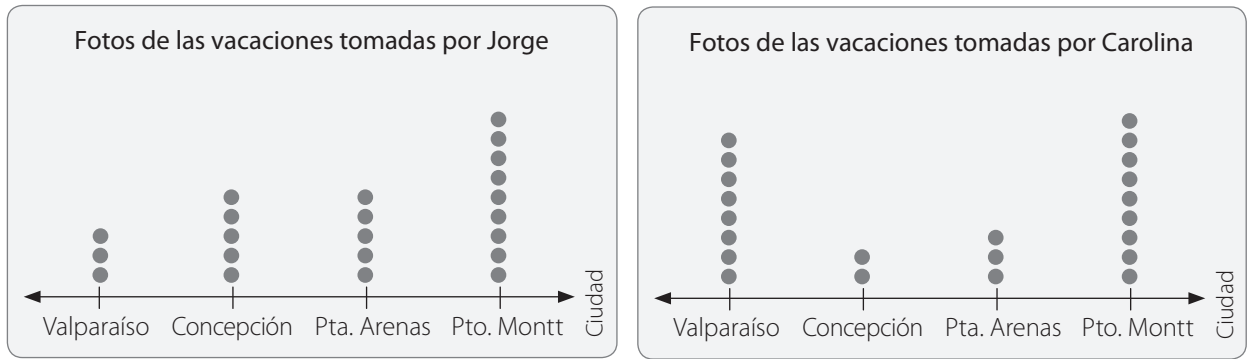 Fotos de las vacaciones tomadas por Jorge
Valparaíso Concepción Pta. Arenas Pto. Montt
Ciudad
Fotos de las vacaciones tomadas por Carolina
Valparaíso Concepción Pta. Arenas Pto. Montt
Ciudad